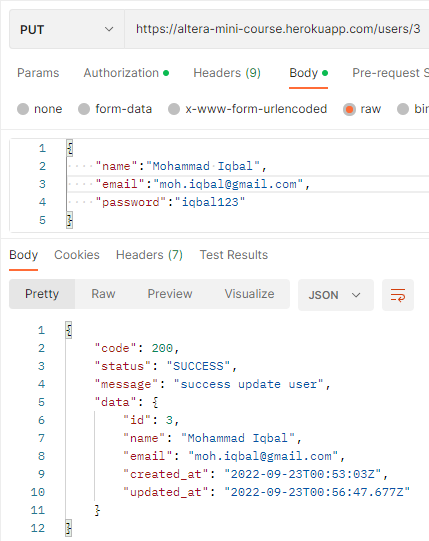 PUT https://altera-mini-course.herokuapp.com/users/3
Params Authorization Headers (9) Body Pre-request S
none form-data x-www-form-urlencoded raw bin
1 {
2 "name":"Mohammad Iqbal",
3 "email":"moh.iqbal@gmail.com",
4 "password":"iqbal123"
5 }
Body Cookies Headers (7) Test Results
Pretty Raw Preview Visualize JSON
1 {
2 "code": 200,
3 "status": "SUCCESS",
4 "message": "success update user",
5 "data": {
6 "id": 3,
7 "name": "Mohammad Iqbal",
8 "email": "moh.iqbal@gmail.com",
9 "created_at": "2022-09-23T00:53:03Z",
10 "updated_at": "2022-09-23T00:56:47.677Z"
11 }
12 }